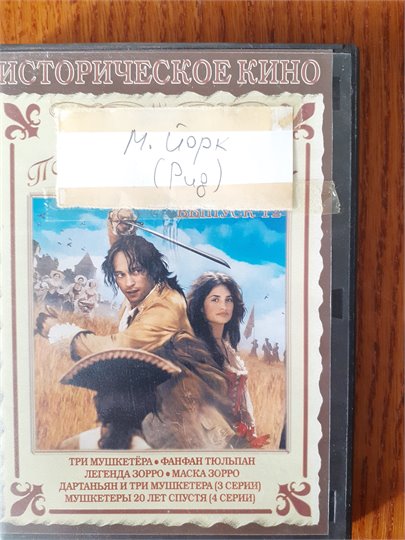 ИСТОРИЧЕСКОЕ КИНО
М. Йорк
(Рид)
ВЫПУСК
ТРИ МУШКЕТЁРА • ФАНФАН ТЮЛЬПАН
ЛЕГЕНДА ЗОРРО • МАСКА ЗОРРО
ДАРТАНЬЯН И ТРИ МУШКЕТЕРА (3 СЕРИИ)
МУШКЕТЕРЫ 20 ЛЕТ СПУСТЯ (4 СЕРИИ)